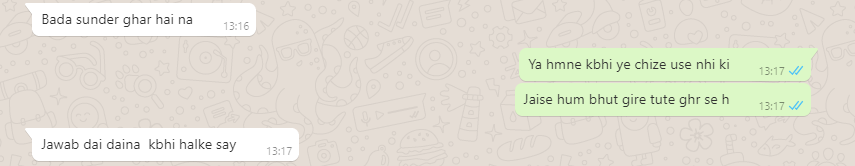 Bada sunder ghar hai na
13:16
Ya hmne kbhi ye chize use nhi ki
13:17
Jaise hum bhut gire tute ghr se h
13:17
Jawab dai daina  kbhi halke say
13:17